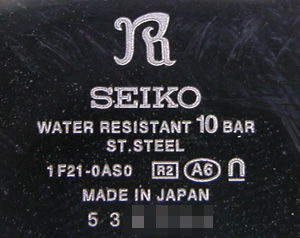 SEIKO
WATER RESISTANT 10 BAR
ST.STEEL
1F21-0AS0 R2 A6
MADE IN JAPAN
5 3